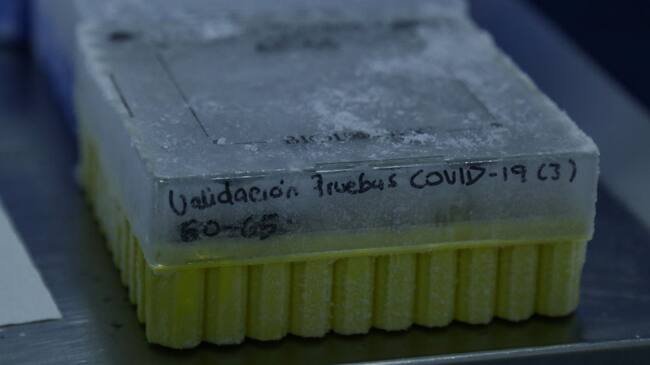 Validación Pruebas COVID-19 (3)
60-65